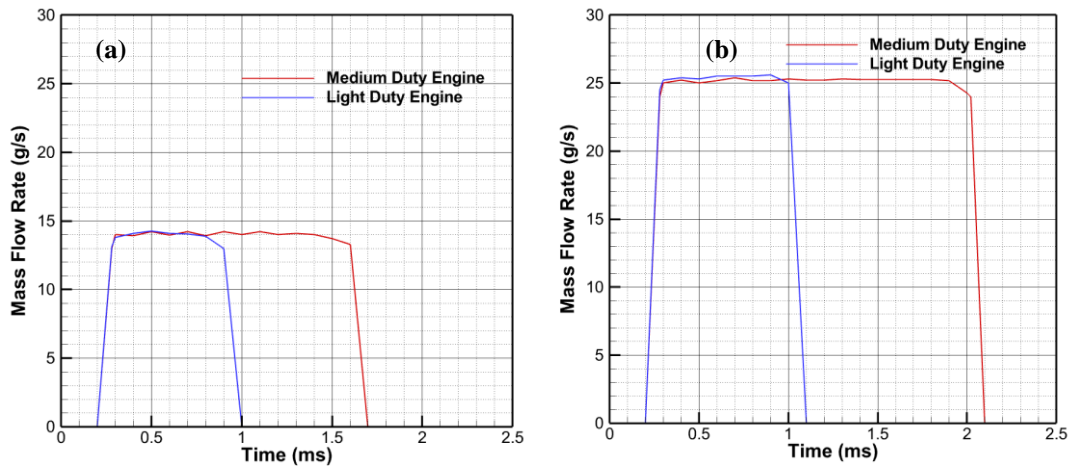 (a)
Medium Duty Engine
Light Duty Engine
Mass Flow Rate (g/s)
30
25
20
15
10
5
0
0 0.5 1 1.5 2 2.5
Time (ms)
(b)
Medium Duty Engine
Light Duty Engine
Mass Flow Rate (g/s)
30
25
20
15
10
5
0
0 0.5 1 1.5 2 2.5
Time (ms)